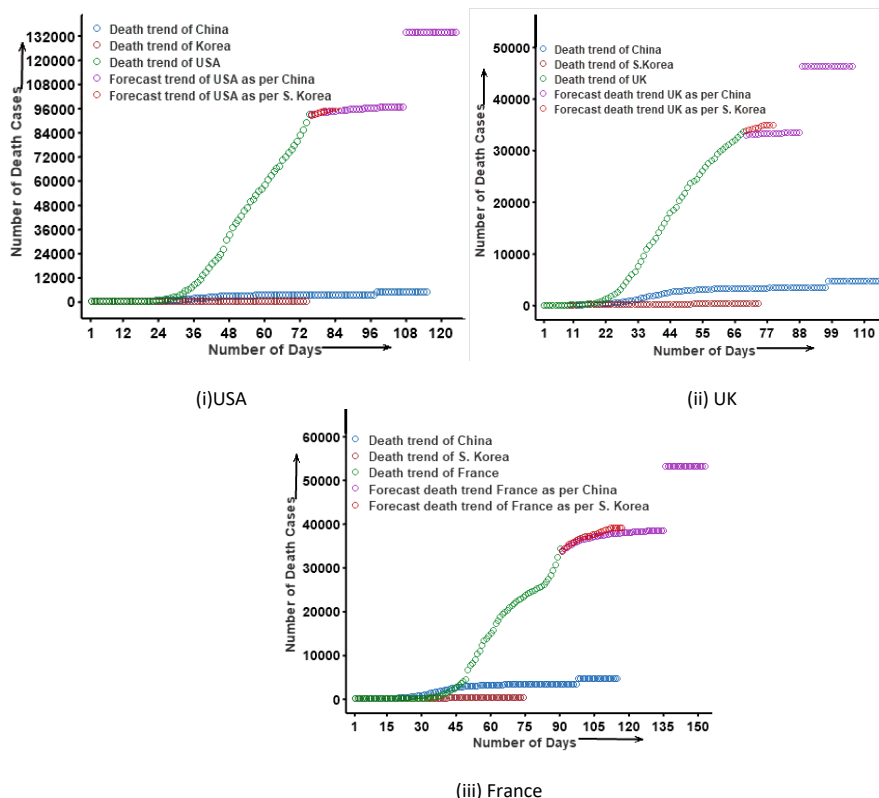 Death trend of China
Death trend of Korea
Death trend of USA
Forecast trend of USA as per China
Forecast trend of USA as per S. Korea
Number of Death Cases
132000
120000
108000
96000
84000
72000
60000
48000
36000
24000
12000
0
1 12 24 36 48 60 72 84 96 108 120
Number of Days
(i)USA
Death trend of China
Death trend of S.Korea
Death trend of UK
Forecast death trend UK as per China
Forecast death trend UK as per S. Korea
Number of Death Cases
50000
40000
30000
20000
10000
0
1 11 22 33 44 55 66 77 88 99 110
Number of Days
(ii) UK
Death trend of China
Death trend of S. Korea
Death trend of France
Forecast death trend France as per China
Forecast death trend of France as per S. Korea
Number of Death Cases
60000
50000
40000
30000
20000
10000
0
1 15 30 45 60 75 90 105 120 135 150
Number of Days
(iii) France